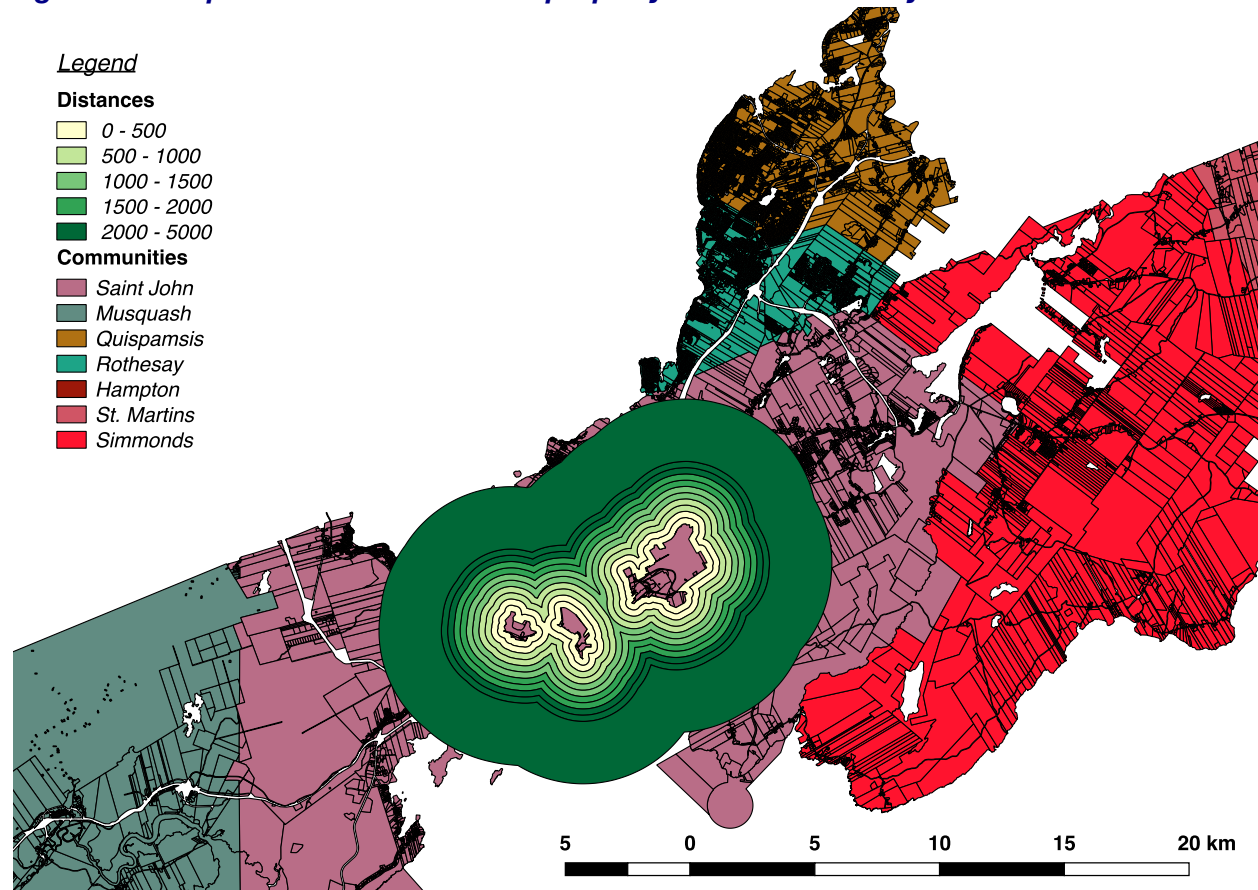 Legend
Distances
0 - 500
500 - 1000
1000 - 1500
1500 - 2000
2000 - 5000
Communities
Saint John
Musquash
Quispamsis
Rothesay
Hampton
St. Martins
Simmonds
5 0 5 10 15 20 km